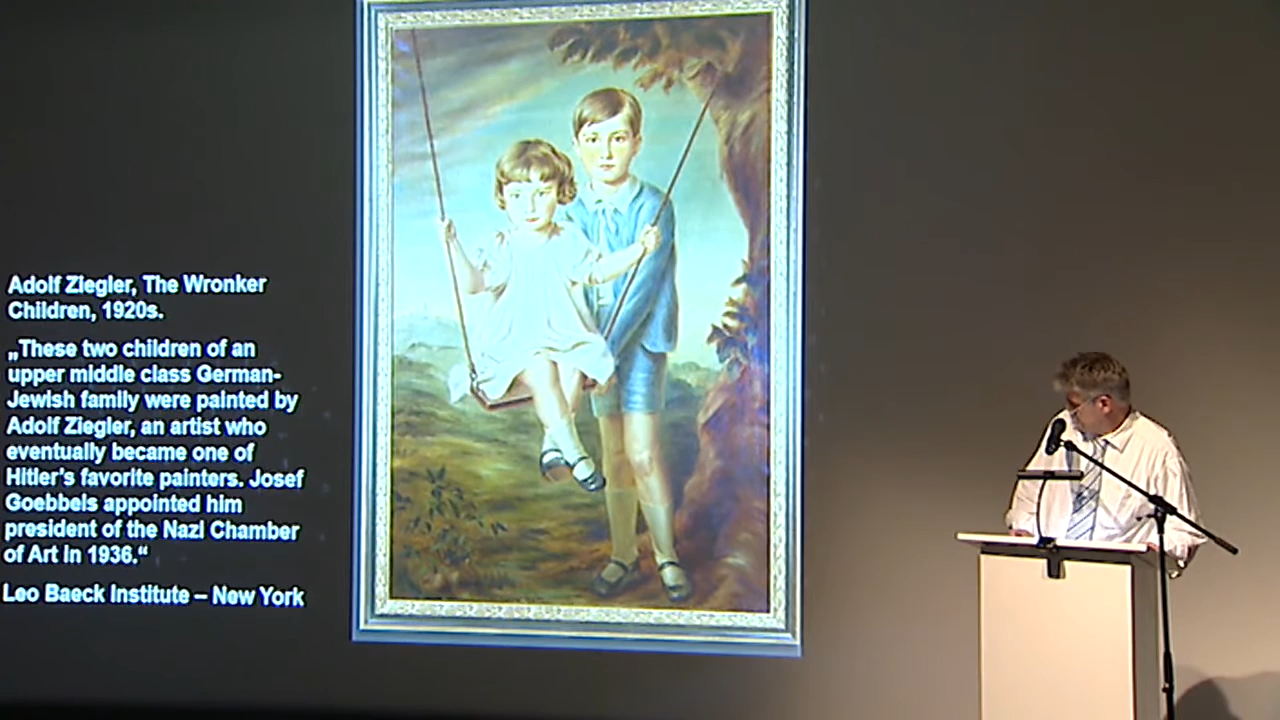 Adolf Ziegler, The Wronker
Children, 1920s.
„These two children of an
upper middle class German-
Jewish family were painted by
Adolf Ziegler, an artist who
eventually became one of
Hitler's favorite painters. Josef
Goebbels appointed him
president of the Nazi Chamber
of Art in 1936.“
Leo Baeck Institute – New York